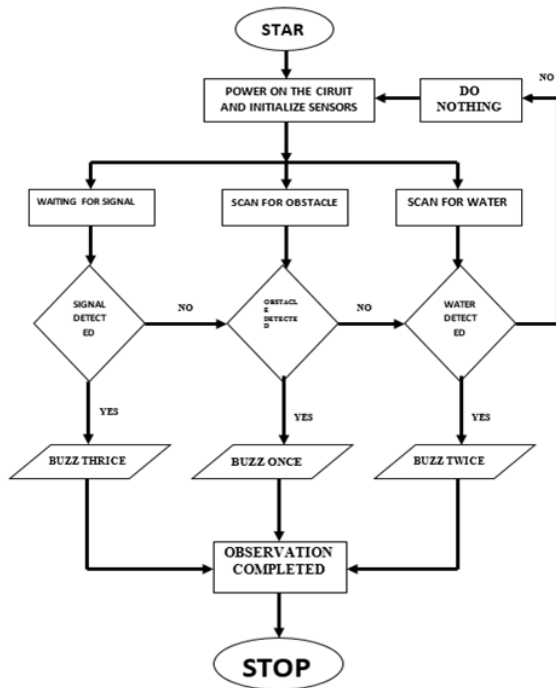 STAR
POWER ON THE CIRUIT
AND INITIALIZE SENSORS
DO
NOTHING
NO
WAITING FOR SIGNAL
SCAN FOR OBSTACLE
SCAN FOR WATER
SIGNAL
DETECT
ED
NO
OBSTACLE
E
DETECTE
D
NO
WATER
DETECT
ED
YES
YES
YES
BUZZ THRICE
BUZZ ONCE
BUZZ TWICE
OBSERVATION
COMPLETED
STOP